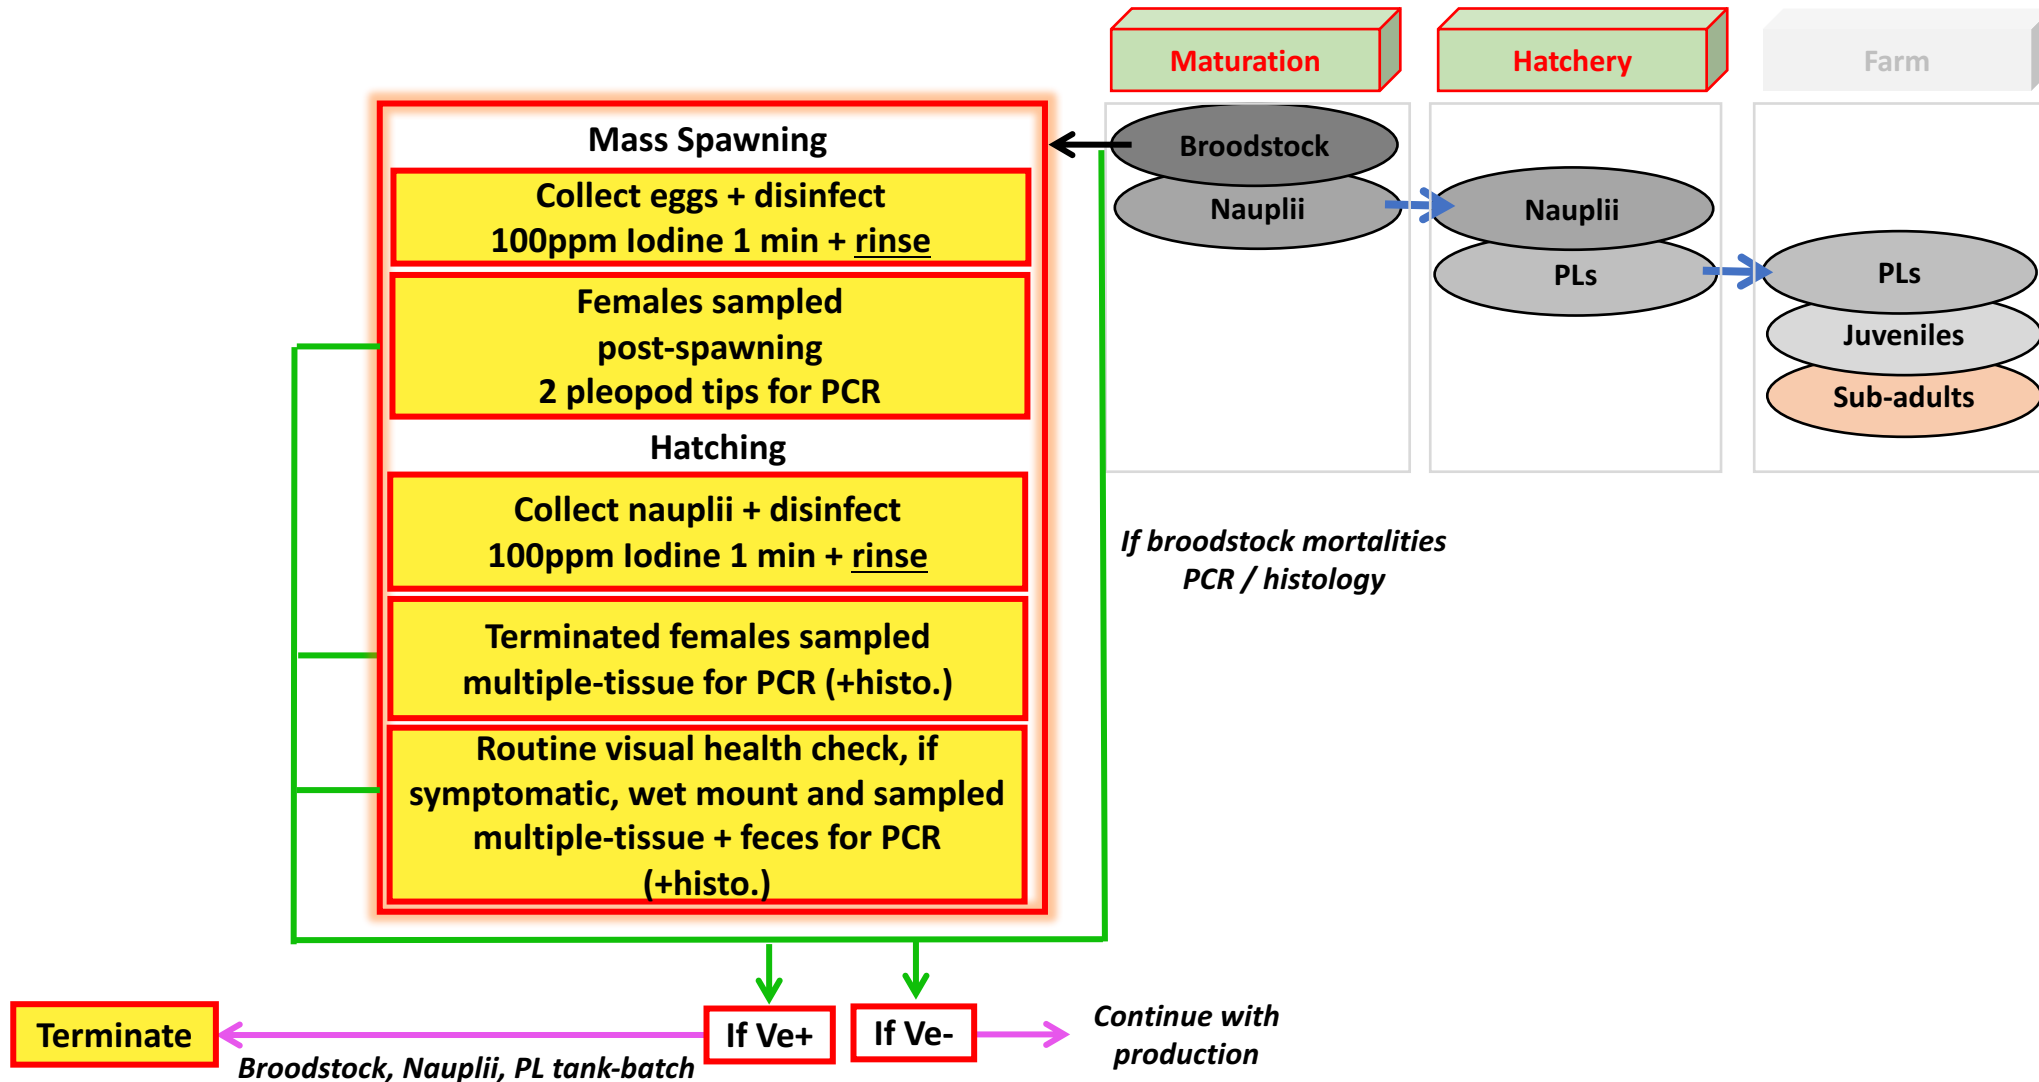 Maturation
Hatchery
Farm
Broodstock
Nauplii
Nauplii
PLs
PLs
Juveniles
Sub-adults
Mass Spawning
Collect eggs + disinfect
100ppm Iodine 1 min + rinse
Females sampled
post-spawning
2 pleopod tips for PCR
Hatching
Collect nauplii + disinfect
100ppm Iodine 1 min + rinse
Terminated females sampled
multiple-tissue for PCR (+histo.)
Routine visual health check, if
symptomatic, wet mount and sampled
multiple-tissue + feces for PCR
(+histo.)
If broodstock mortalities
PCR / histology
Terminate
Broodstock, Nauplii, PL tank-batch
If Ve+
If Ve-
Continue with
production